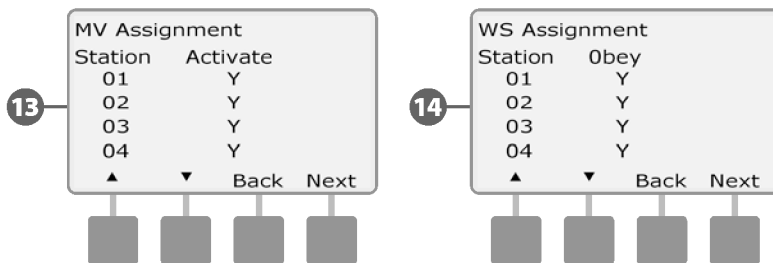 13
MV Assignment
Station Activate
01 Y
02 Y
03 Y
04 Y
▲ ▼ Back Next
14
WS Assignment
Station 0bey
01 Y
02 Y
03 Y
04 Y
▲ ▼ Back Next